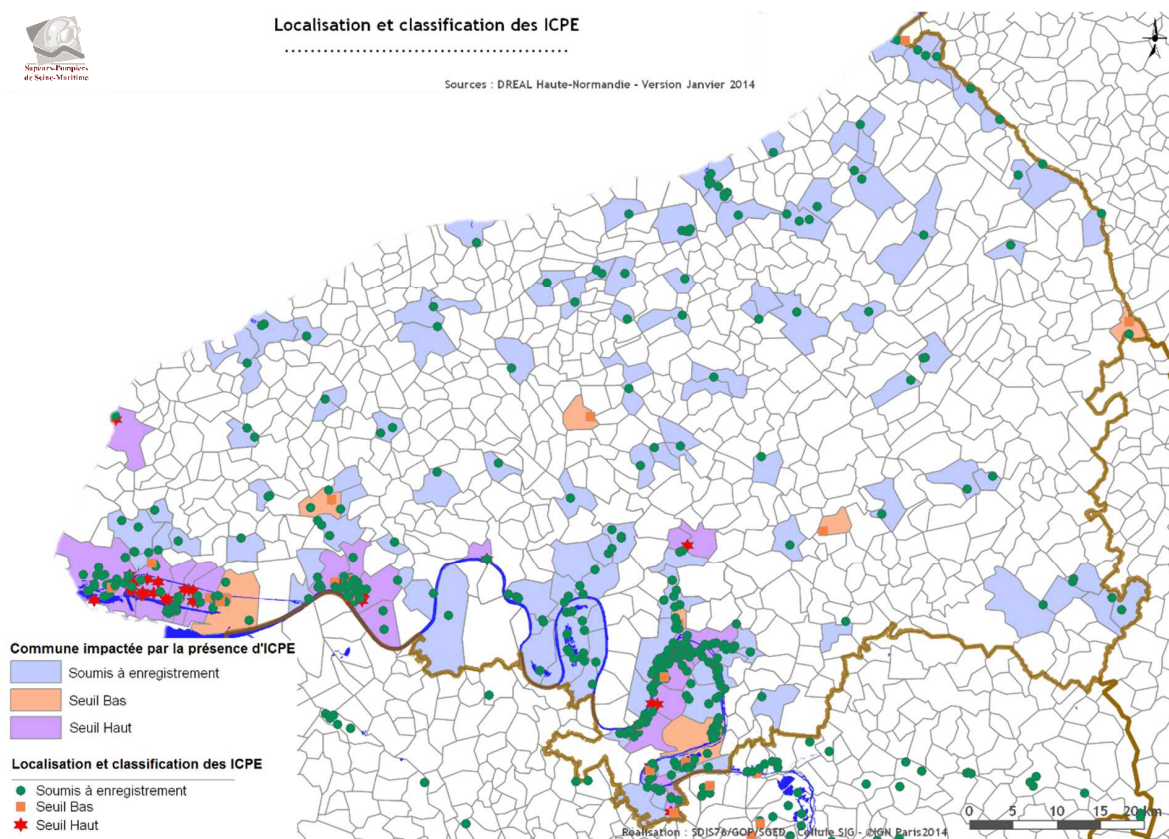 Localisation et classification des ICPE
Sapeurs-Pompiers
de Seine-Maritime
Sources : DREAL Haute-Normandie - Version Janvier 2014
Commune impactée par la présence d'ICPE
Soumis à enregistrement
Seuil Bas
Seuil Haut
Localisation et classification des ICPE
Soumis à enregistrement
Seuil Bas
Seuil Haut
0 5 10 15 20 km
Réalisation : SDIS76/GOP/SGED - Cellule SIG - ©IGN Paris2014